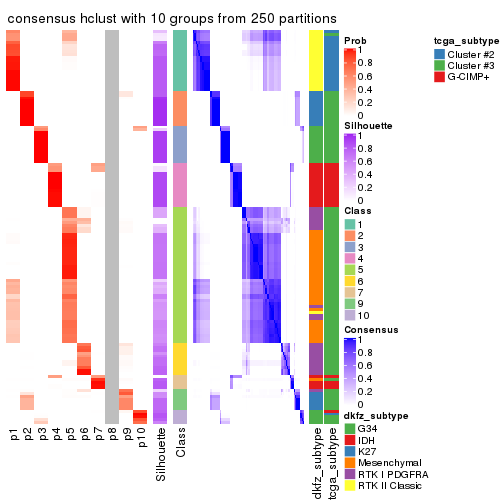 consensus hclust with 10 groups from 250 partitions
p1
p2
p3
p4
p5
p6
p7
p8
p9
p10
Silhouette
Class
dkfz_subtype
tcga_subtype
Prob
1
0.8
0.6
0.4
0.2
0
Silhouette
1
0.8
0.6
0.4
0.2
0
Class
1
2
3
4
5
6
7
9
10
Consensus
1
0.8
0.6
0.4
0.2
0
dkfz_subtype
G34
IDH
K27
Mesenchymal
RTK I PDGFRA
RTK II Classic
tcga_subtype
Cluster #2
Cluster #3
G-CIMP+